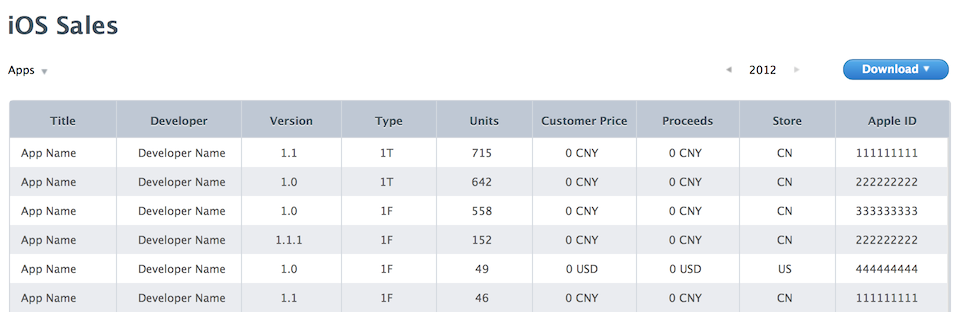 iOS Sales
Apps ▼
◀ 2012 ▶ Download ▼
Title Developer Version Type Units Customer Price Proceeds Store Apple ID
App Name Developer Name 1.1 1T 715 0 CNY 0 CNY CN 111111111
App Name Developer Name 1.0 1T 642 0 CNY 0 CNY CN 222222222
App Name Developer Name 1.0 1F 558 0 CNY 0 CNY CN 333333333
App Name Developer Name 1.1.1 1F 152 0 CNY 0 CNY CN 222222222
App Name Developer Name 1.0 1F 49 0 USD 0 USD US 444444444
App Name Developer Name 1.1 1F 46 0 CNY 0 CNY CN 111111111